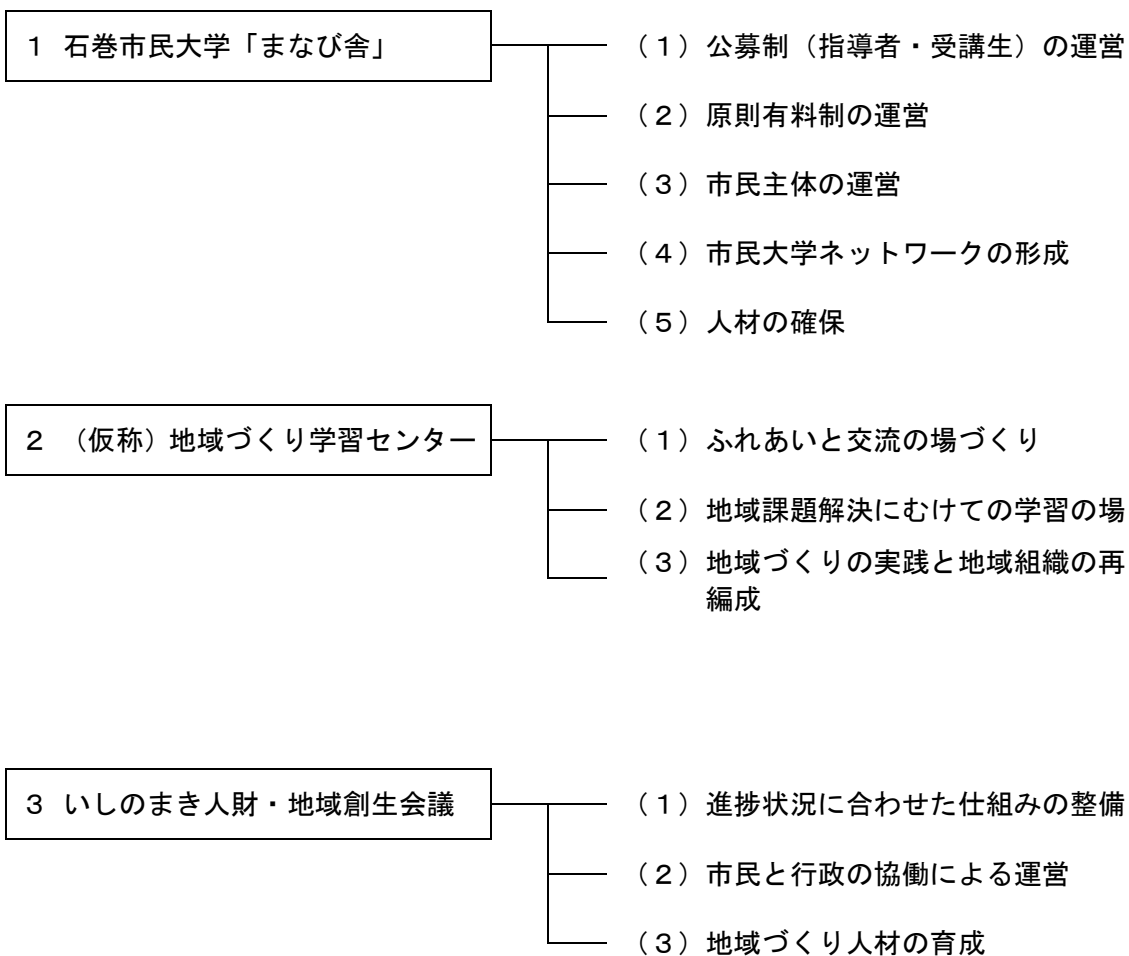 1 石巻市民大学「まなび舎」
（1）公募制（指導者・受講生）の運営
（2）原則有料制の運営
（3）市民主体の運営
（4）市民大学ネットワークの形成
（5）人材の確保
2 （仮称）地域づくり学習センター
（1）ふれあいと交流の場づくり
（2）地域課題解決にむけての学習の場
（3）地域づくりの実践と地域組織の再
編成
3 いしのまき人財・地域創生会議
（1）進捗状況に合わせた仕組みの整備
（2）市民と行政の協働による運営
（3）地域づくり人材の育成